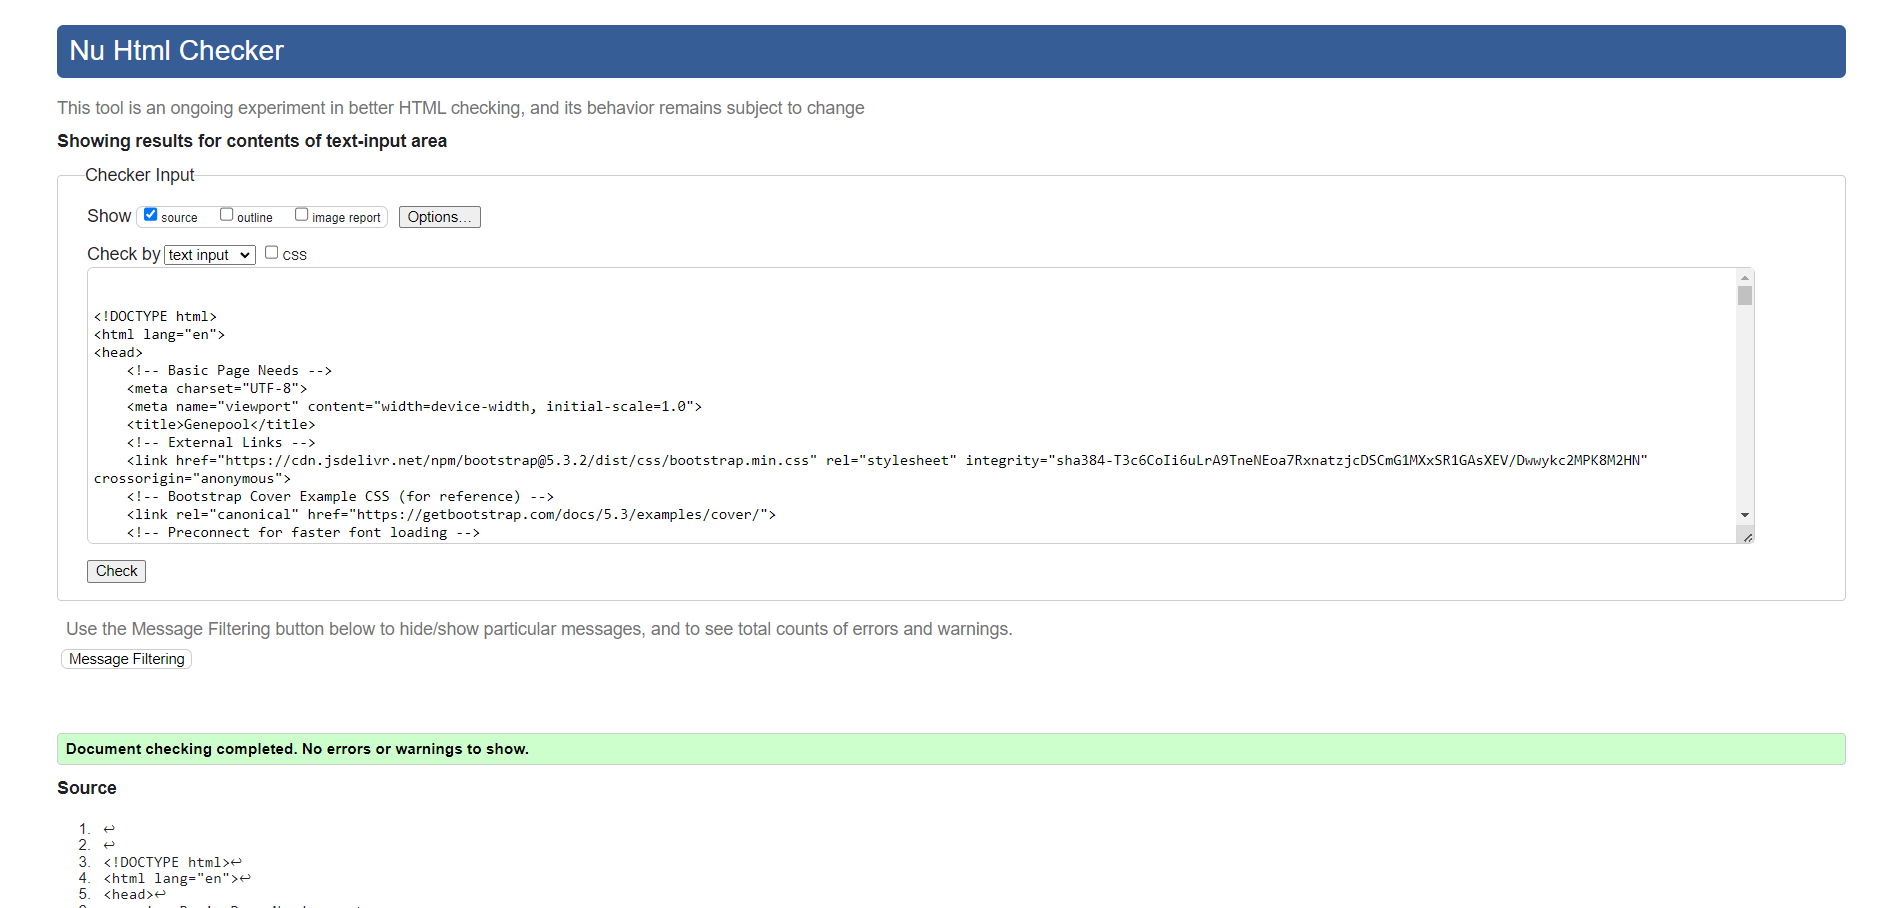 Nu Html Checker
This tool is an ongoing experiment in better HTML checking, and its behavior remains subject to change
Showing results for contents of text-input area
Checker Input
Show source outline image report Options...
Check by text input CSS
<!DOCTYPE html>
<html lang="en">
<head>
    <!-- Basic Page Needs -->
    <meta charset="UTF-8">
    <meta name="viewport" content="width=device-width, initial-scale=1.0">
    <title>Genepool</title>
    <!-- External Links -->
    <link href="https://cdn.jsdelivr.net/npm/bootstrap@5.3.2/dist/css/bootstrap.min.css" rel="stylesheet" integrity="sha384-T3c6CoIi6uLrA9TneNEoa7RxnatzjcDSCmG1MXxSR1GAsXEV/Dwwykc2MPK8M2HN"
crossorigin="anonymous">
    <!-- Bootstrap Cover Example CSS (for reference) -->
    <link rel="canonical" href="https://getbootstrap.com/docs/5.3/examples/cover/">
    <!-- Preconnect for faster font loading -->
Check
Use the Message Filtering button below to hide/show particular messages, and to see total counts of errors and warnings.
Message Filtering
Document checking completed. No errors or warnings to show.
Source
1. ↩
2. ↩
3. <!DOCTYPE html>↩
4. <html lang="en">↩
5. <head>↩